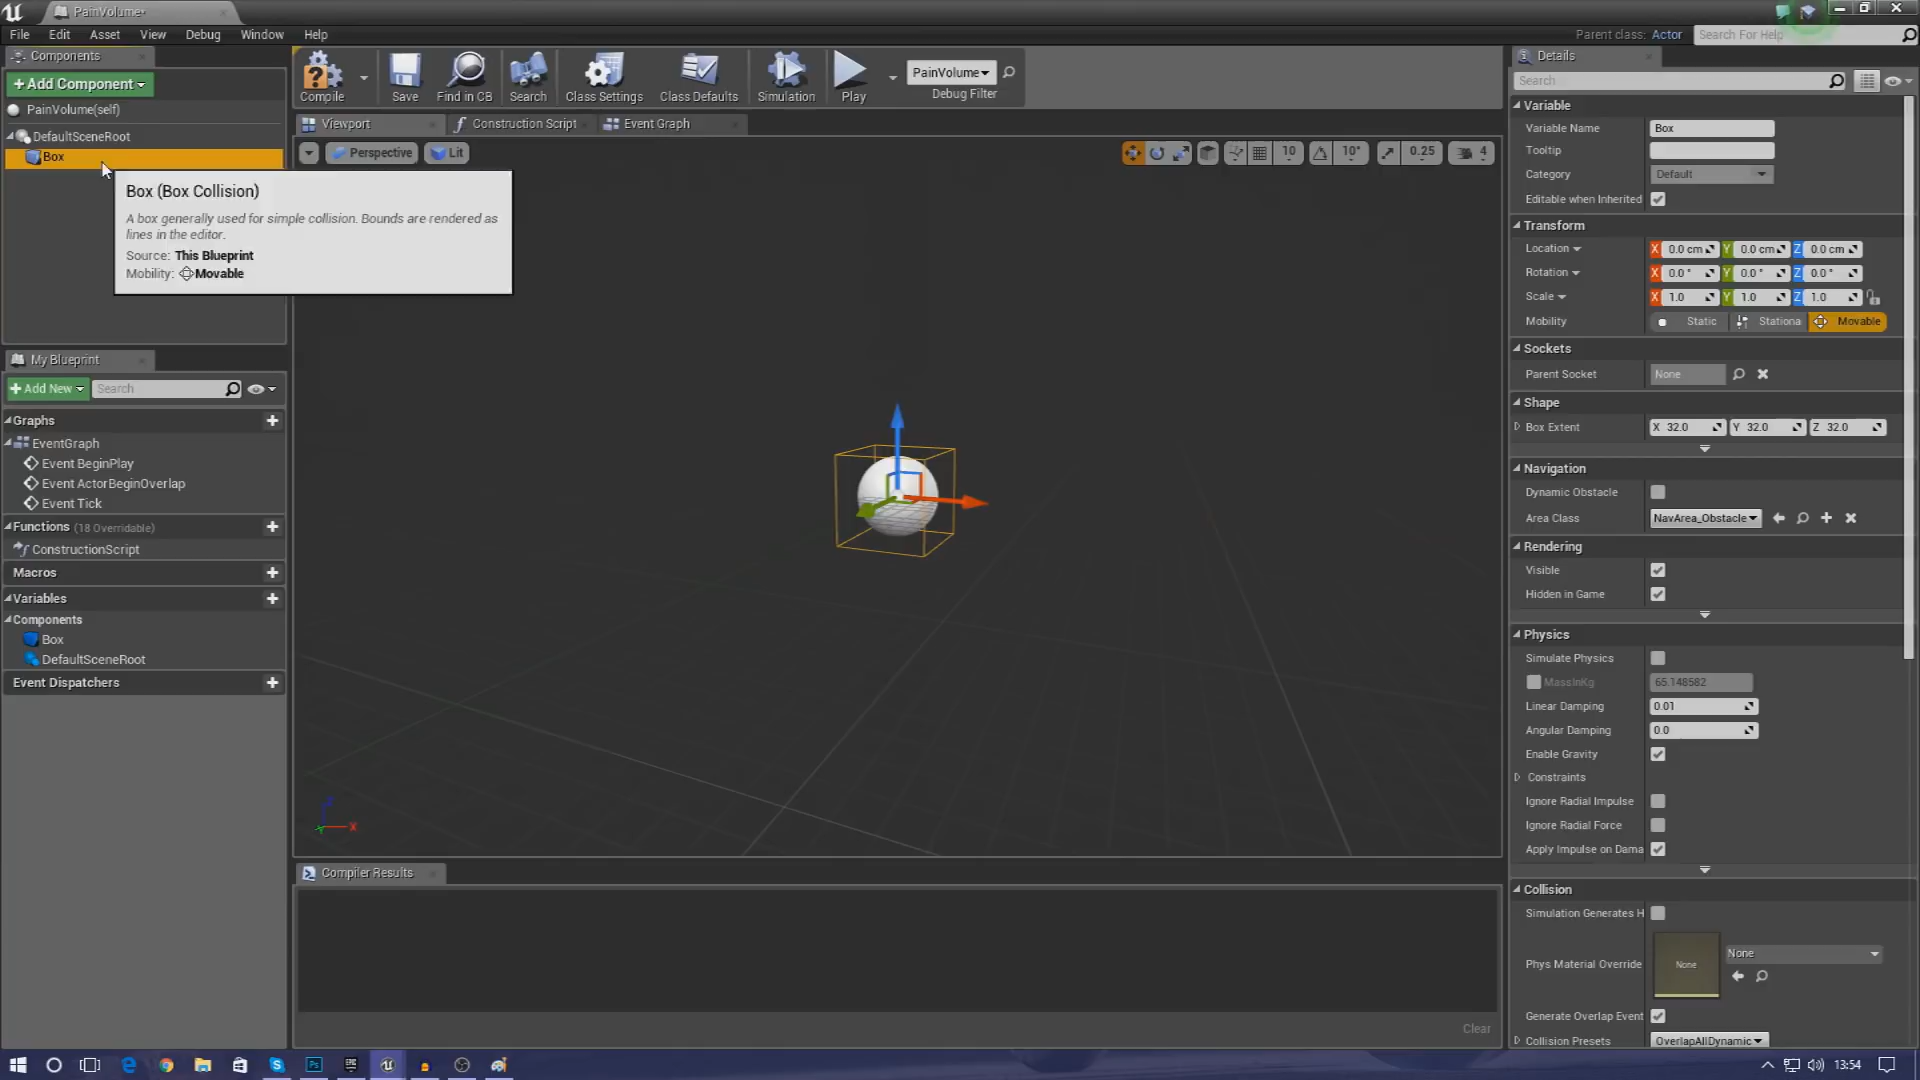 PainVolume*
File Edit Asset View Debug Window Help
Parent class: Actor Search For Help
Components
+Add Component
PainVolume(self)
DefaultSceneRoot
Box
Box (Box Collision)
A box generally used for simple collision. Bounds are rendered as
lines in the editor.
Source: This Blueprint
Mobility: Movable
My Blueprint
+Add New Search
Graphs
EventGraph
Event BeginPlay
Event ActorBeginOverlap
Event Tick
Functions (18 Overridable)
ConstructionScript
Macros
Variables
Components
Box
DefaultSceneRoot
Event Dispatchers
Compile Save Find in CB Search Class Settings Class Defaults Simulation Play
PainVolume
Debug Filter
Viewport Construction Script Event Graph
Perspective Lit 10 10° 0.25 4
Z
X
Y
Compiler Results
Clear
Details
Search
Variable
Variable Name Box
Tooltip
Category Default
Editable when Inherited
Transform
Location X 0.0 cm Y 0.0 cm Z 0.0 cm
Rotation X 0.0 ° Y 0.0 ° Z 0.0 °
Scale X 1.0 Y 1.0 Z 1.0
Mobility Static Stationa Movable
Sockets
Parent Socket None
Shape
Box Extent X 32.0 Y 32.0 Z 32.0
Navigation
Dynamic Obstacle
Area Class NavArea_Obstacle
Rendering
Visible
Hidden in Game
Physics
Simulate Physics
MassInKg 65.148582
Linear Damping 0.01
Angular Damping 0.0
Enable Gravity
Constraints
Ignore Radial Impulse
Ignore Radial Force
Apply Impulse on Dama
Collision
Simulation Generates H
Phys Material Override None None
Generate Overlap Event
Collision Presets OverlapAllDynamic
13:54